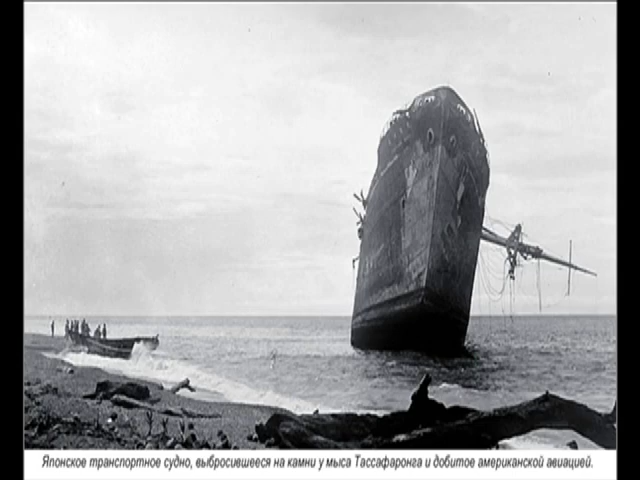 Японское транспортное судно, выбросившееся на камни у мыса Тассафаронга и добитое американской авиацией.